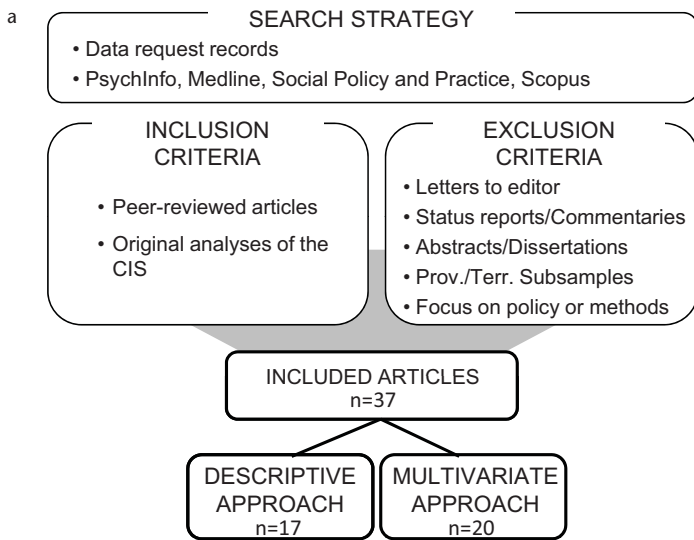 a
SEARCH STRATEGY
• Data request records
• PsychInfo, Medline, Social Policy and Practice, Scopus
INCLUSION
CRITERIA
• Peer-reviewed articles
• Original analyses of the
CIS
EXCLUSION
CRITERIA
• Letters to editor
• Status reports/Commentaries
• Abstracts/Dissertations
• Prov./Terr. Subsamples
• Focus on policy or methods
INCLUDED ARTICLES
n=37
DESCRIPTIVE
APPROACH
n=17
MULTIVARIATE
APPROACH
n=20